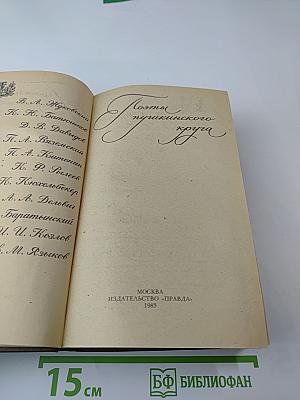 В. А. Жуковский
К. Н. Батюшков
Д. В. Давыдов
П. А. Вяземский
П. А. Катенин
К. Ф. Рылеев
К. Кюхельбекер
А. А. Дельвиг
Баратынский
И. И. Козлов
М. Языков
Поэты
пушкинского
круга
МОСКВА
ИЗДАТЕЛЬСТВО «ПРАВДА»
1983
15 см
БФ БИБЛИОФАН